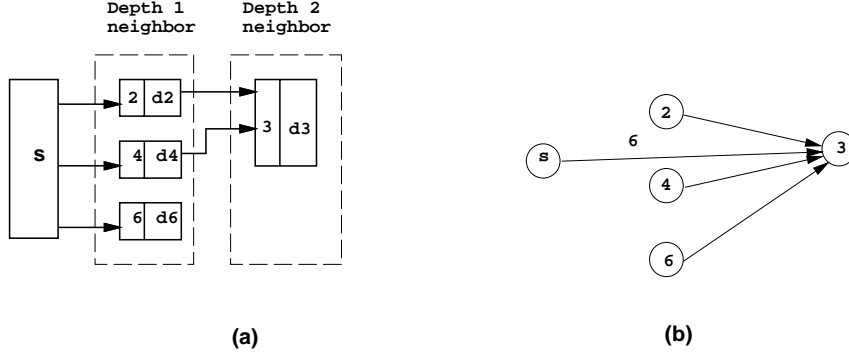 Depth 1
neighbor
Depth 2
neighbor
s
2 d2
4 d4
6 d6
3 d3
(a)
s
6
2
4
6
3
(b)